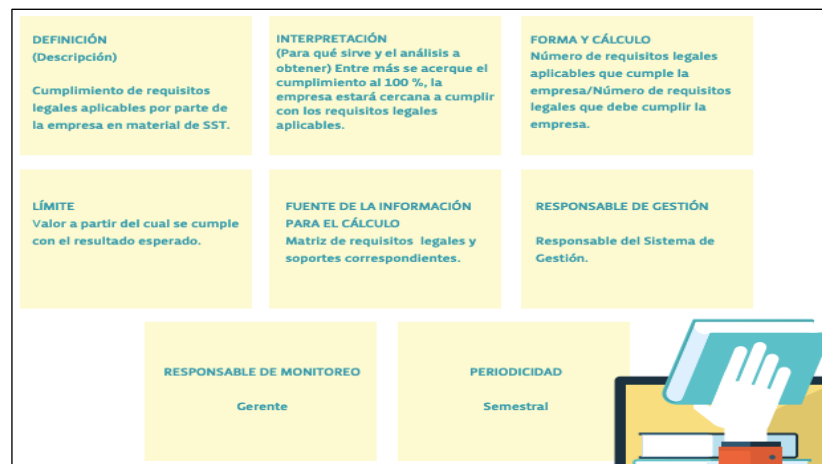 DEFINICIÓN
(Descripción)
Cumplimiento de requisitos
legales aplicables por parte de
la empresa en material de SST.
INTERPRETACIÓN
(Para qué sirve y el análisis a
obtener) Entre más se acerque el
cumplimiento al 100 %, la
empresa estará cercana a cumplir
con los requisitos legales
aplicables.
FORMA Y CÁLCULO
Número de requisitos legales
aplicables que cumple la
empresa/Número de requisitos
legales que debe cumplir la
empresa.
LÍMITE
Valor a partir del cual se cumple
con el resultado esperado.
FUENTE DE LA INFORMACIÓN
PARA EL CÁLCULO
Matriz de requisitos legales y
soportes correspondientes.
RESPONSABLE DE GESTIÓN
Responsable del Sistema de
Gestión.
RESPONSABLE DE MONITOREO
Gerente
PERIODICIDAD
Semestral